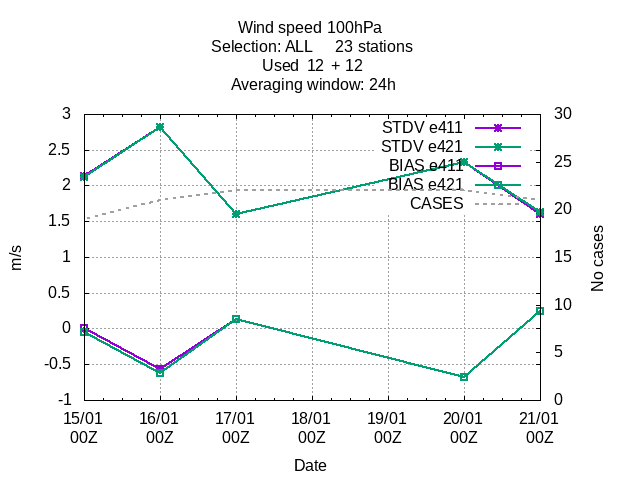 Wind speed 100hPa
Selection: ALL     23 stations
Used  12  + 12
Averaging window: 24h
3 30
STDV e411
STDV e421
2.5 25
BIAS e411
BIAS e421
2 20
CASES
1.5
1 15
m/s
No cases
0.5 10
0
-0.5 5
-1 0
15/01 16/01 17/01 18/01 19/01 20/01 21/01
00Z 00Z 00Z 00Z 00Z 00Z 00Z
Date